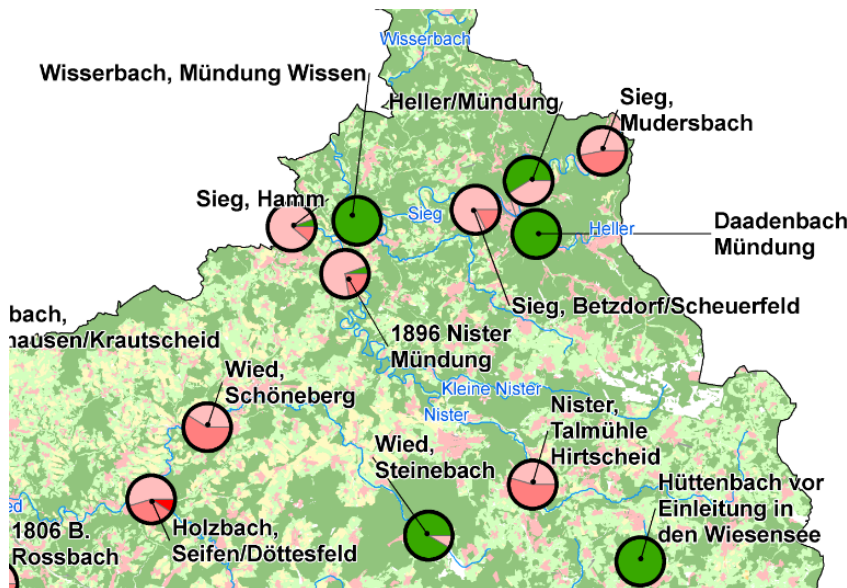 Wisserbach
Wisserbach, Mündung Wissen
Heller/Mündung
Sieg,
Mudersbach
Sieg, Hamm
Sieg
Heller
Daadenbach
Mündung
Sieg, Betzdorf/Scheuerfeld
bach,
hausen/Krautscheid
1896 Nister
Mündung
Wied,
Schöneberg
Kleine Nister
Nister
Nister,
Talmühle
Hirtscheid
Wied,
Steinebach
Hüttenbach vor
Einleitung in
den Wiesensee
ed
1806 B.
Rossbach
Holzbach,
Seifen/Döttesfeld